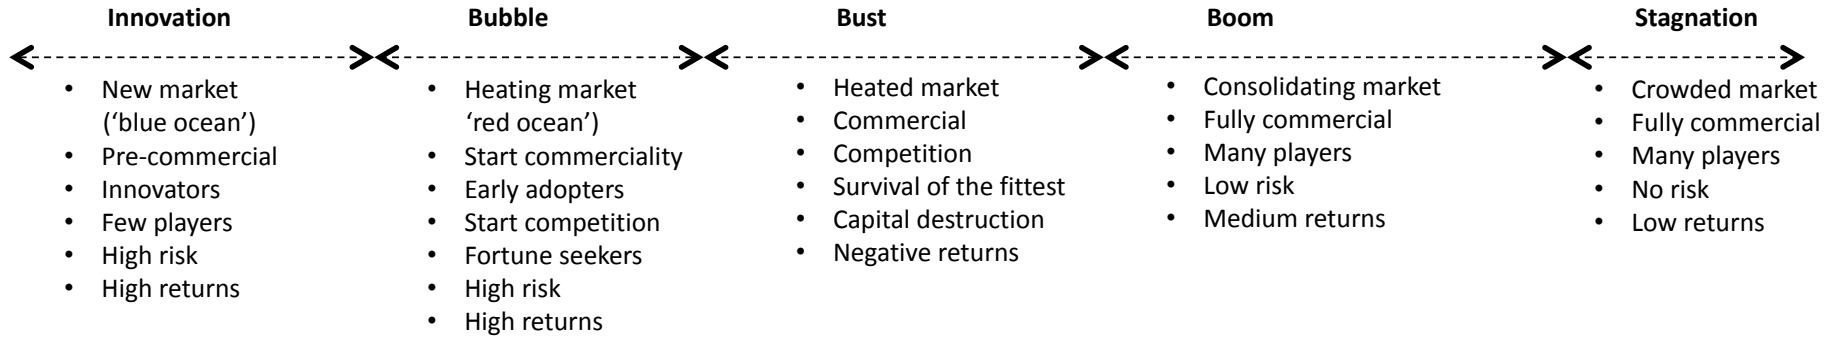 Innovation
Bubble
Bust
Boom
Stagnation
• New market
(‘blue ocean’)
• Pre-commercial
• Innovators
• Few players
• High risk
• High returns
• Heating market
‘red ocean’)
• Start commerciality
• Early adopters
• Start competition
• Fortune seekers
• High risk
• High returns
• Heated market
• Commercial
• Competition
• Survival of the fittest
• Capital destruction
• Negative returns
• Consolidating market
• Fully commercial
• Many players
• Low risk
• Medium returns
• Crowded market
• Fully commercial
• Many players
• No risk
• Low returns